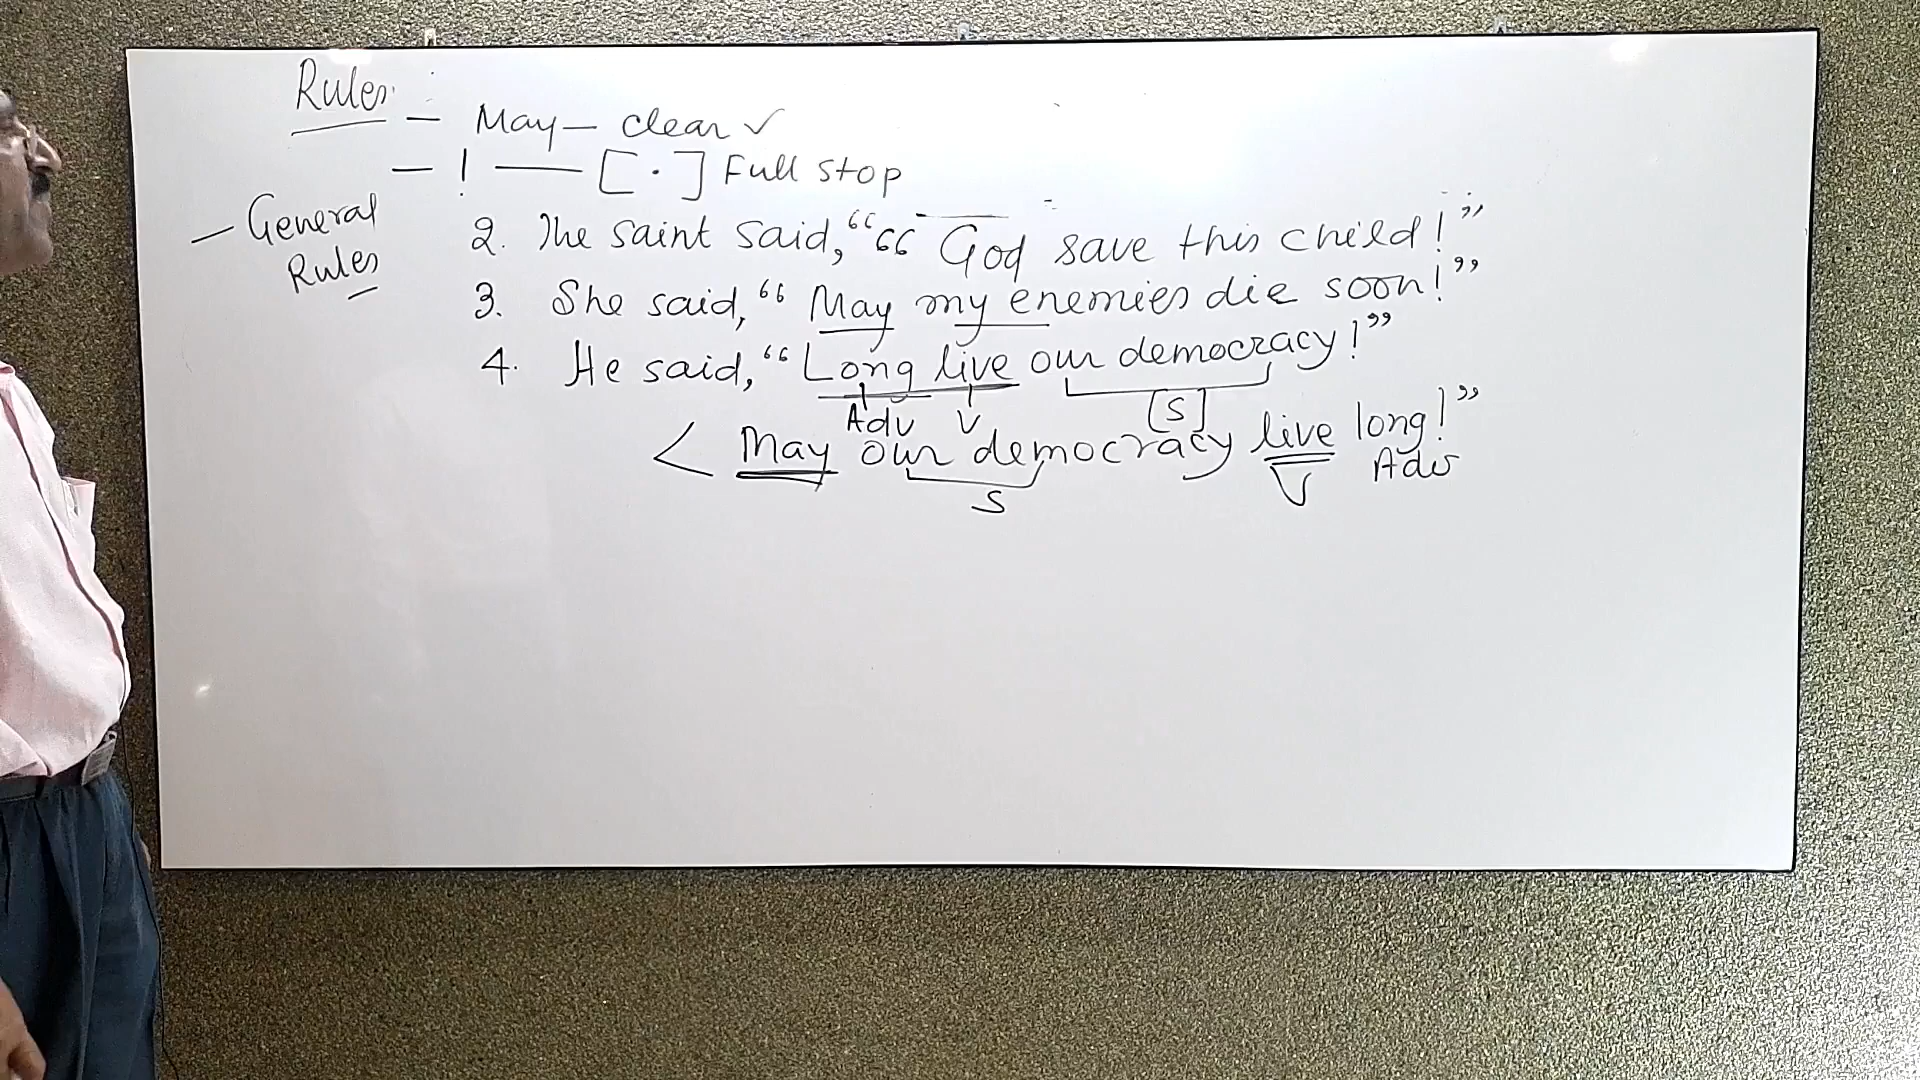 Rules :
— May — clear ✓
— ! — [ . ] Full stop
— General
Rules
2. The saint said, “ “ God save this child ! ”
3. She said, “ May my enemies die soon ! ”
4. He said, “ Long live our democracy ! ”
Adv V [S]
< May our democracy live long ! ”
S V Adv